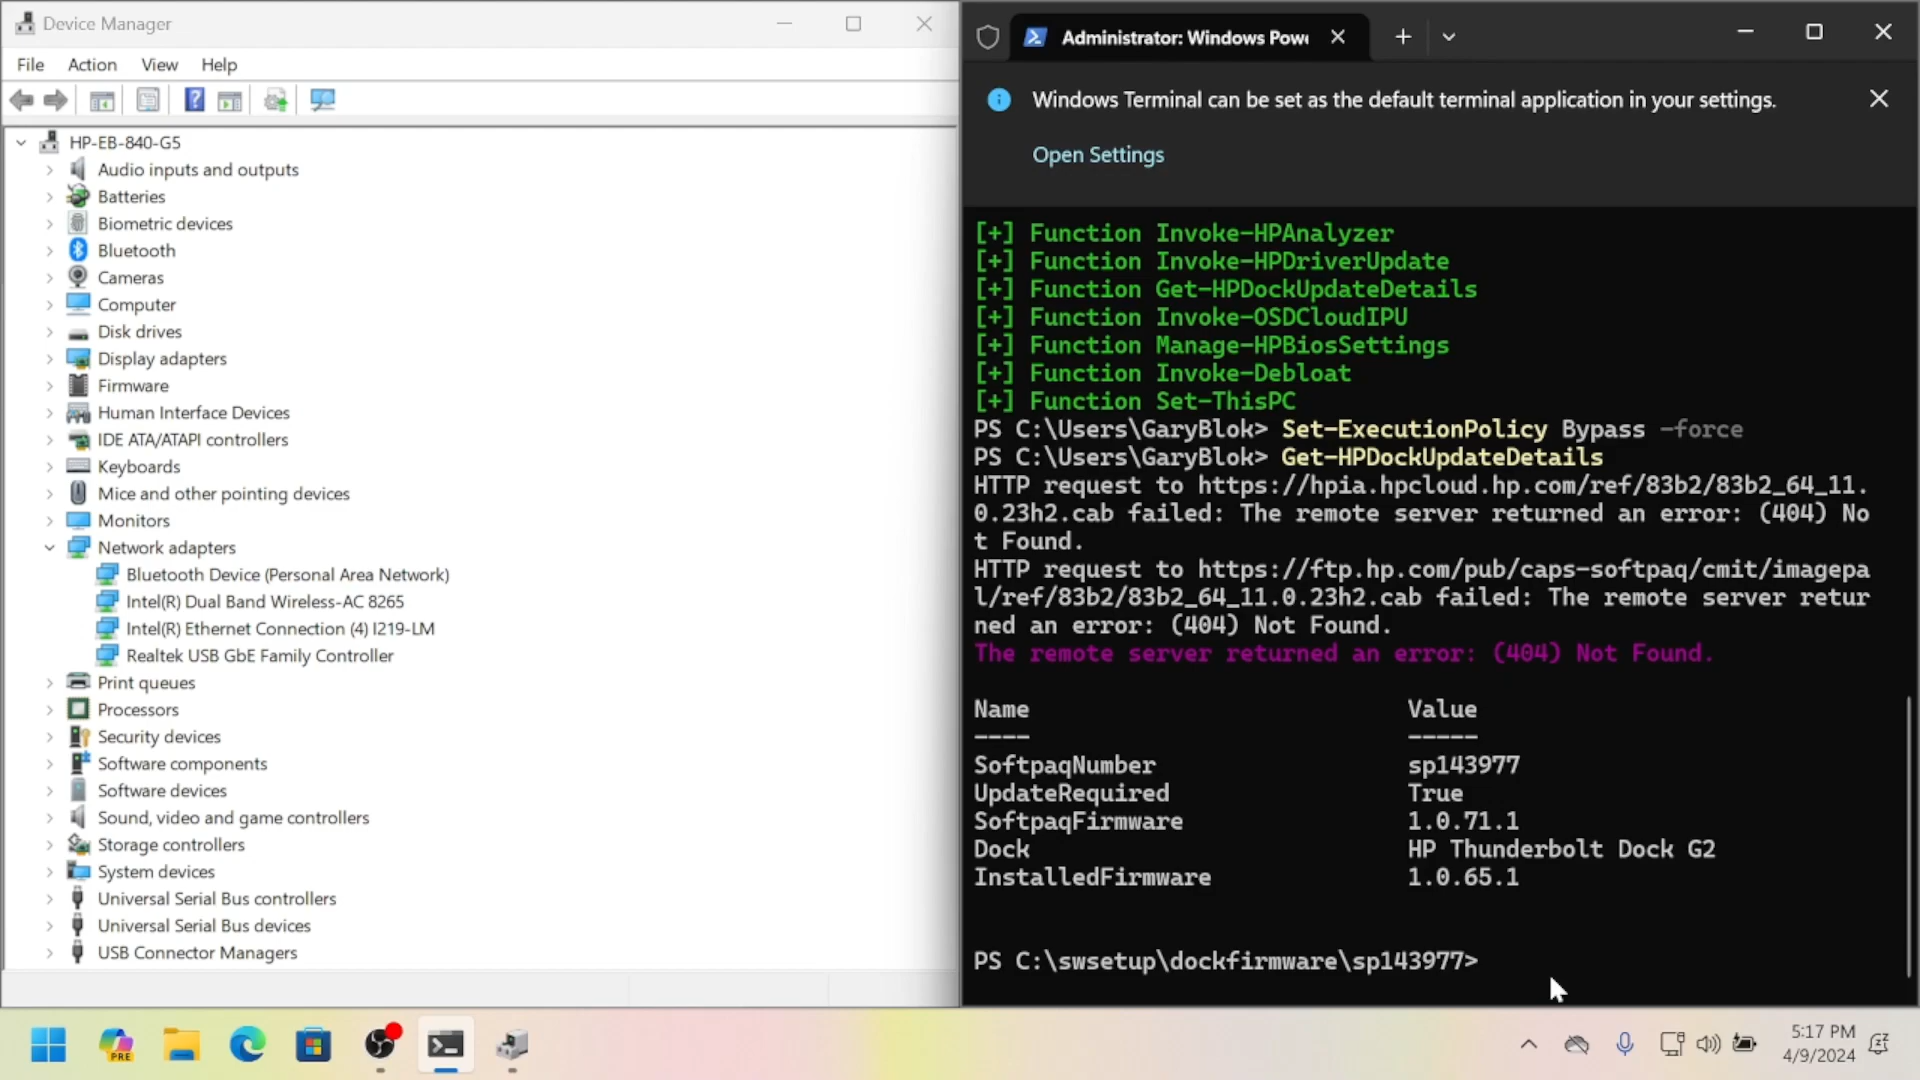 Device Manager
File Action View Help
HP-EB-840-G5
Audio inputs and outputs
Batteries
Biometric devices
Bluetooth
Cameras
Computer
Disk drives
Display adapters
Firmware
Human Interface Devices
IDE ATA/ATAPI controllers
Keyboards
Mice and other pointing devices
Monitors
Network adapters
Bluetooth Device (Personal Area Network)
Intel(R) Dual Band Wireless-AC 8265
Intel(R) Ethernet Connection (4) I219-LM
Realtek USB GbE Family Controller
Print queues
Processors
Security devices
Software components
Software devices
Sound, video and game controllers
Storage controllers
System devices
Universal Serial Bus controllers
Universal Serial Bus devices
USB Connector Managers
Administrator: Windows Powe
Windows Terminal can be set as the default terminal application in your settings.
Open Settings
[+] Function Invoke-HPAnalyzer
[+] Function Invoke-HPDriverUpdate
[+] Function Get-HPDockUpdateDetails
[+] Function Invoke-OSDCloudIPU
[+] Function Manage-HPBiosSettings
[+] Function Invoke-Debloat
[+] Function Set-ThisPC
PS C:\Users\GaryBlok> Set-ExecutionPolicy Bypass -force
PS C:\Users\GaryBlok> Get-HPDockUpdateDetails
HTTP request to https://hpia.hpcloud.hp.com/ref/83b2/83b2_64_11.
0.23h2.cab failed: The remote server returned an error: (404) No
t Found.
HTTP request to https://ftp.hp.com/pub/caps-softpaq/cmit/imagepa
l/ref/83b2/83b2_64_11.0.23h2.cab failed: The remote server retur
ned an error: (404) Not Found.
The remote server returned an error: (404) Not Found.
Name Value
---- -----
SoftpaqNumber sp143977
UpdateRequired True
SoftpaqFirmware 1.0.71.1
Dock HP Thunderbolt Dock G2
InstalledFirmware 1.0.65.1
PS C:\swsetup\dockfirmware\sp143977>
PRE
5:17 PM
4/9/2024